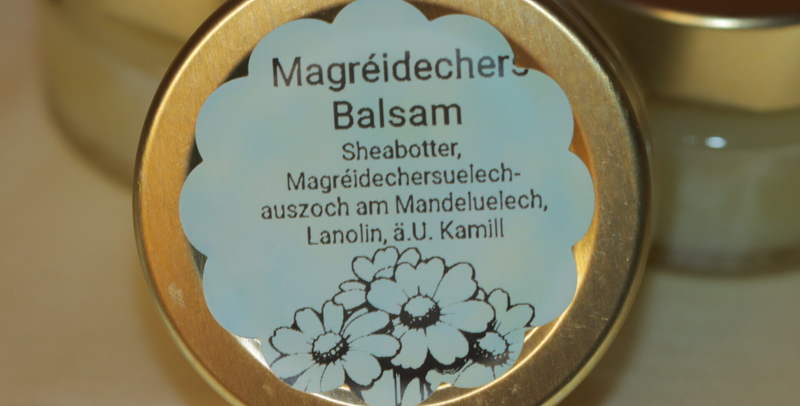 Magréidechers
Balsam
Sheabotter,
Magréidechersuelech-
auszoch am Mandeluelech,
Lanolin, ä.U. Kamill